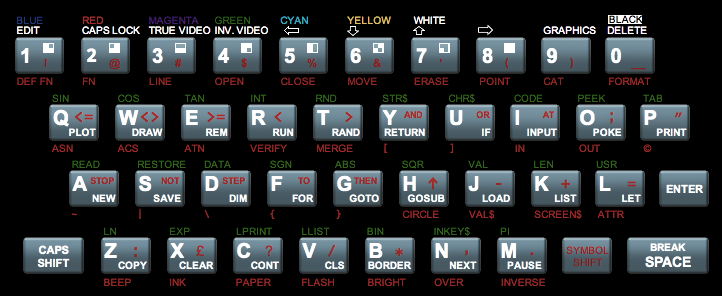 BLUE RED MAGENTA GREEN CYAN YELLOW WHITE BLACK
EDIT CAPS LOCK TRUE VIDEO INV. VIDEO ⇦ ⇩ ⇧ ⇨ GRAPHICS DELETE
1 ! 2 @ 3 # 4 $ 5 % 6 & 7 ' 8 ( 9 ) 0 _
DEF FN FN LINE OPEN CLOSE MOVE ERASE POINT CAT FORMAT
SIN COS TAN INT RND STR$ CHR$ CODE PEEK TAB
Q <= W <> E >= R < T > Y AND U OR I AT O ; P "
PLOT DRAW REM RUN RAND RETURN IF INPUT POKE PRINT
ASN ACS ATN VERIFY MERGE [ ] IN OUT ©
READ RESTORE DATA SGN ABS SQR VAL LEN USR
A STOP S NOT D STEP F TO G THEN H ↑ J - K + L = ENTER
NEW SAVE DIM FOR GOTO GOSUB LOAD LIST LET
~ | \ { } CIRCLE VAL$ SCREEN$ ATTR
LN EXP LPRINT LLIST BIN INKEY$ PI
CAPS Z : X £ C ? V / B * N , M . SYMBOL BREAK
SHIFT COPY CLEAR CONT CLS BORDER NEXT PAUSE SHIFT SPACE
BEEP INK PAPER FLASH BRIGHT OVER INVERSE